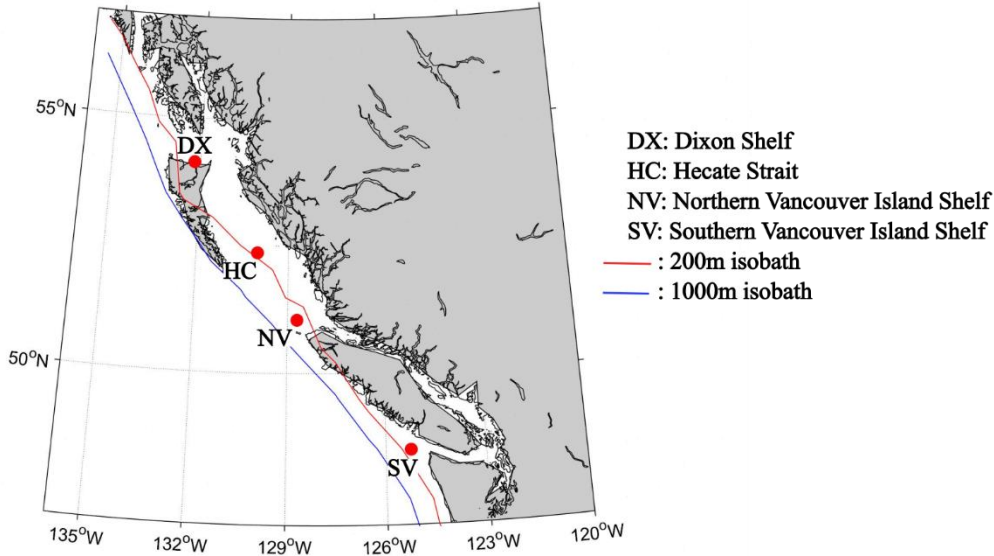 55°N
50°N
135°W
132°W
129°W
126°W
123°W
120°W
DX
HC
NV
SV
DX: Dixon Shelf
HC: Hecate Strait
NV: Northern Vancouver Island Shelf
SV: Southern Vancouver Island Shelf
: 200m isobath
: 1000m isobath